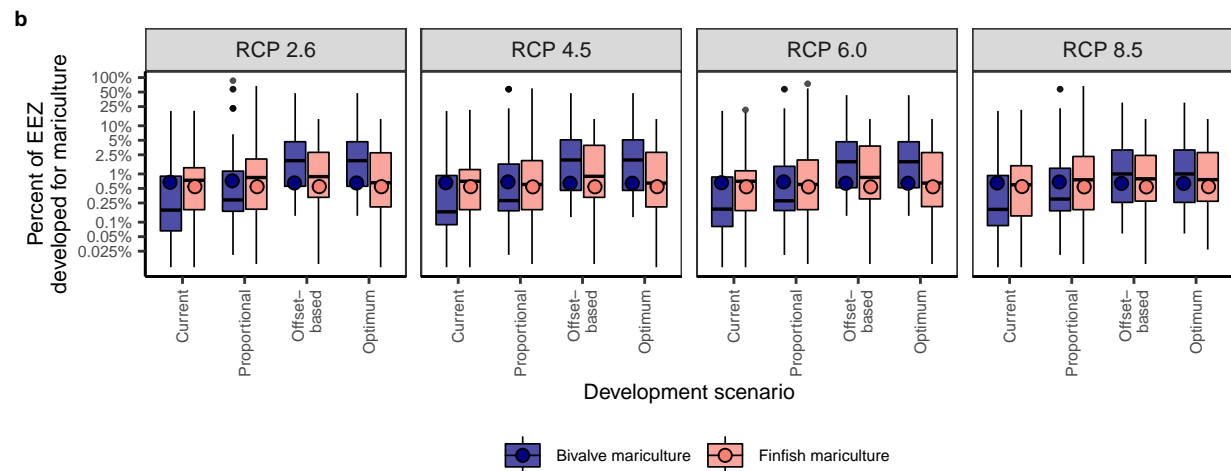 b
RCP 2.6 RCP 4.5 RCP 6.0 RCP 8.5
Percent of EEZ
developed for mariculture
100%
50%
25%
10%
5%
2.5%
1%
0.5%
0.25%
0.1%
0.05%
0.025%
Current Proportional Offset− based Optimum Current Proportional Offset− based Optimum Current Proportional Offset− based Optimum Current Proportional Offset− based Optimum
Development scenario
Bivalve mariculture Finfish mariculture